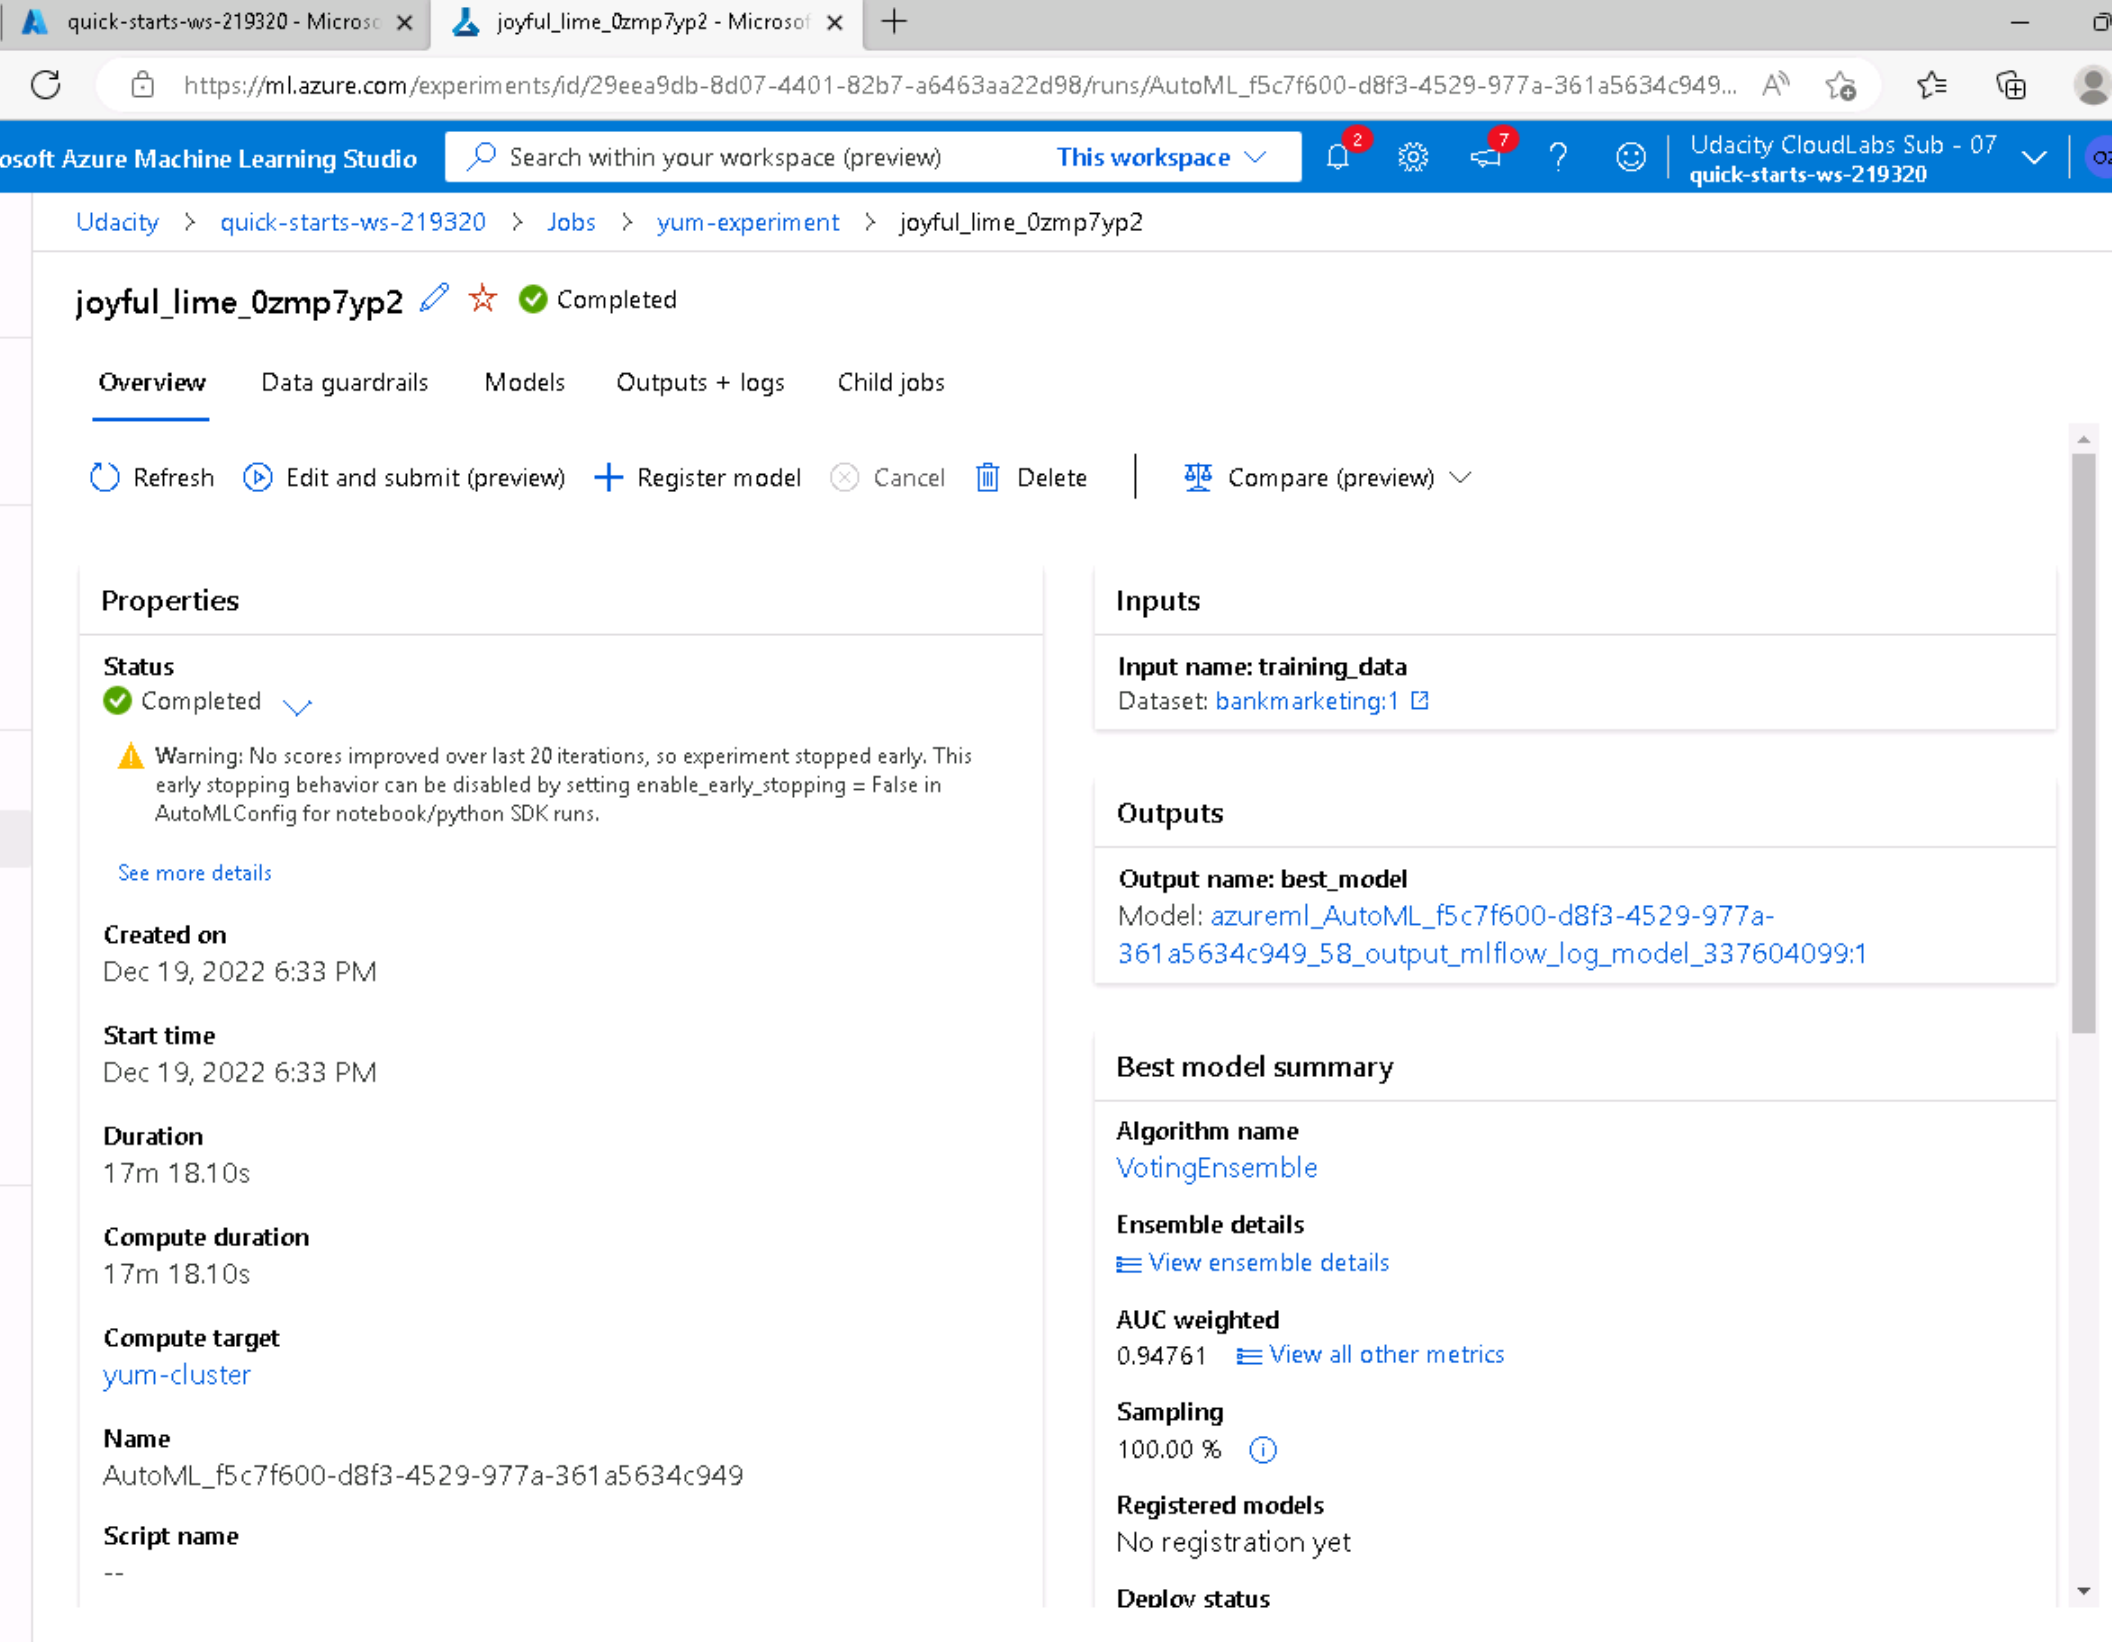 quick-starts-ws-219320 - Microso
joyful_lime_0zmp7yp2 - Microsof
https://ml.azure.com/experiments/id/29eea9db-8d07-4401-82b7-a6463aa22d98/runs/AutoML_f5c7f600-d8f3-4529-977a-361a5634c949...
osoft Azure Machine Learning Studio
Search within your workspace (preview)
This workspace
2
7
Udacity CloudLabs Sub - 07
quick-starts-ws-219320
Udacity > quick-starts-ws-219320 > Jobs > yum-experiment > joyful_lime_0zmp7yp2
joyful_lime_0zmp7yp2 Completed
Overview Data guardrails Models Outputs + logs Child jobs
Refresh Edit and submit (preview) Register model Cancel Delete Compare (preview)
Properties
Status
Completed
Warning: No scores improved over last 20 iterations, so experiment stopped early. This
early stopping behavior can be disabled by setting enable_early_stopping = False in
AutoMLConfig for notebook/python SDK runs.
See more details
Created on
Dec 19, 2022 6:33 PM
Start time
Dec 19, 2022 6:33 PM
Duration
17m 18.10s
Compute duration
17m 18.10s
Compute target
yum-cluster
Name
AutoML_f5c7f600-d8f3-4529-977a-361a5634c949
Script name
--
Inputs
Input name: training_data
Dataset: bankmarketing:1
Outputs
Output name: best_model
Model: azureml_AutoML_f5c7f600-d8f3-4529-977a-
361a5634c949_58_output_mlflow_log_model_337604099:1
Best model summary
Algorithm name
VotingEnsemble
Ensemble details
View ensemble details
AUC weighted
0.94761 View all other metrics
Sampling
100.00 %
Registered models
No registration yet
Deploy status